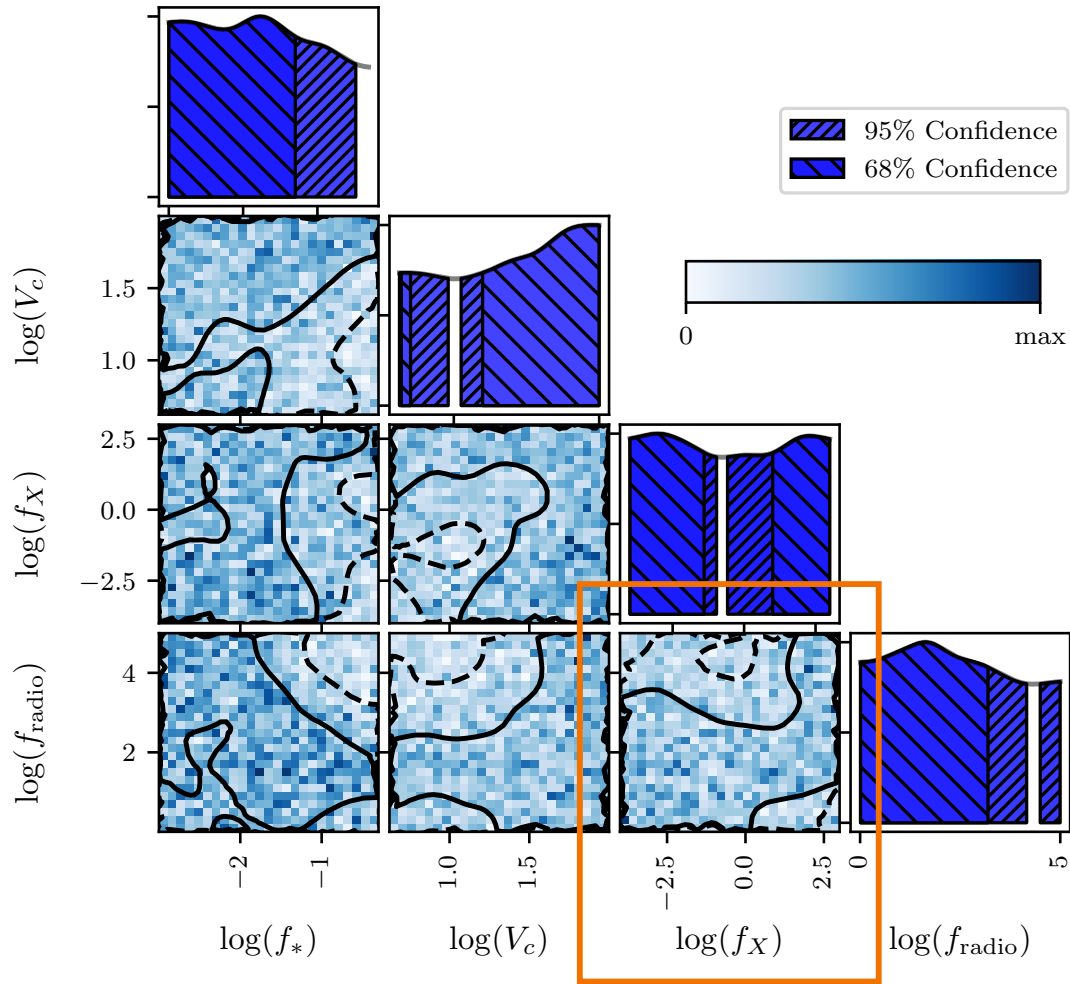 95% Confidence
68% Confidence
0
max
log(V_c)
1.5
1.0
log(f_X)
2.5
0.0
−2.5
log(f_radio)
4
2
−2
−1
1.0
1.5
−2.5
0.0
2.5
0
5
log(f_*)
log(V_c)
log(f_X)
log(f_radio)